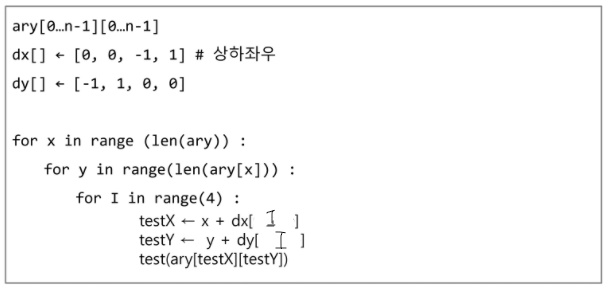 ary[0…n-1][0…n-1]
dx[] ← [0, 0, -1, 1] # 상하좌우
dy[] ← [-1, 1, 0, 0]
for x in range (len(ary)) :
for y in range(len(ary[x])) :
for I in range(4) :
testX ← x + dx[ I ]
testY ← y + dy[ I ]
test(ary[testX][testY])